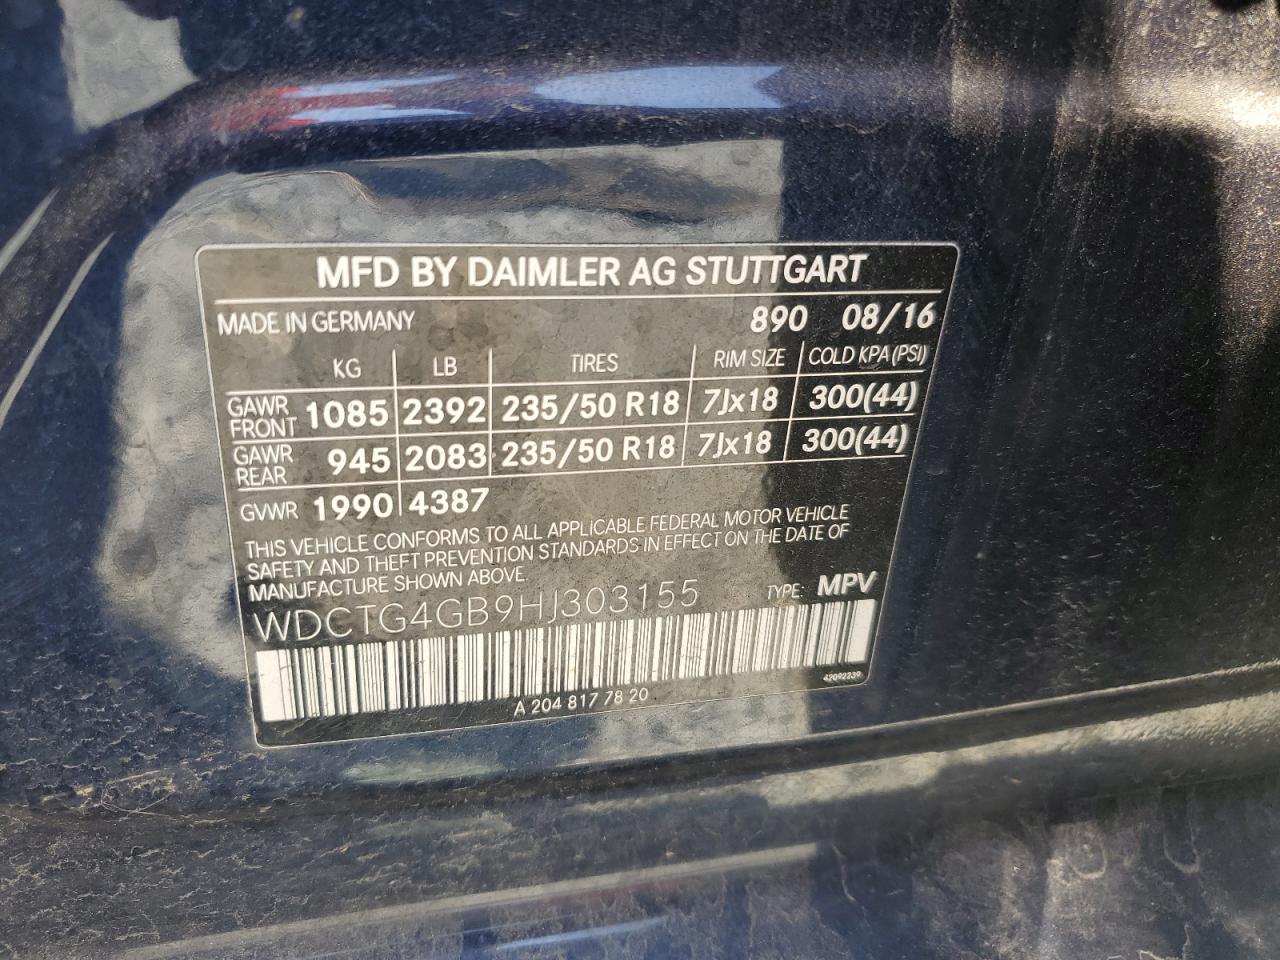 MFD BY DAIMLER AG STUTTGART
MADE IN GERMANY 890 08/16
KG LB TIRES RIM SIZE COLD KPA (PSI)
GAWR FRONT 1085 2392 235/50 R18 7Jx18 300(44)
GAWR REAR 945 2083 235/50 R18 7Jx18 300(44)
GVWR 1990 4387
THIS VEHICLE CONFORMS TO ALL APPLICABLE FEDERAL MOTOR VEHICLE
SAFETY AND THEFT PREVENTION STANDARDS IN EFFECT ON THE DATE OF
MANUFACTURE SHOWN ABOVE.
WDCTG4GB9HJ303155 TYPE: MPV
A 204 817 78 20 42092239